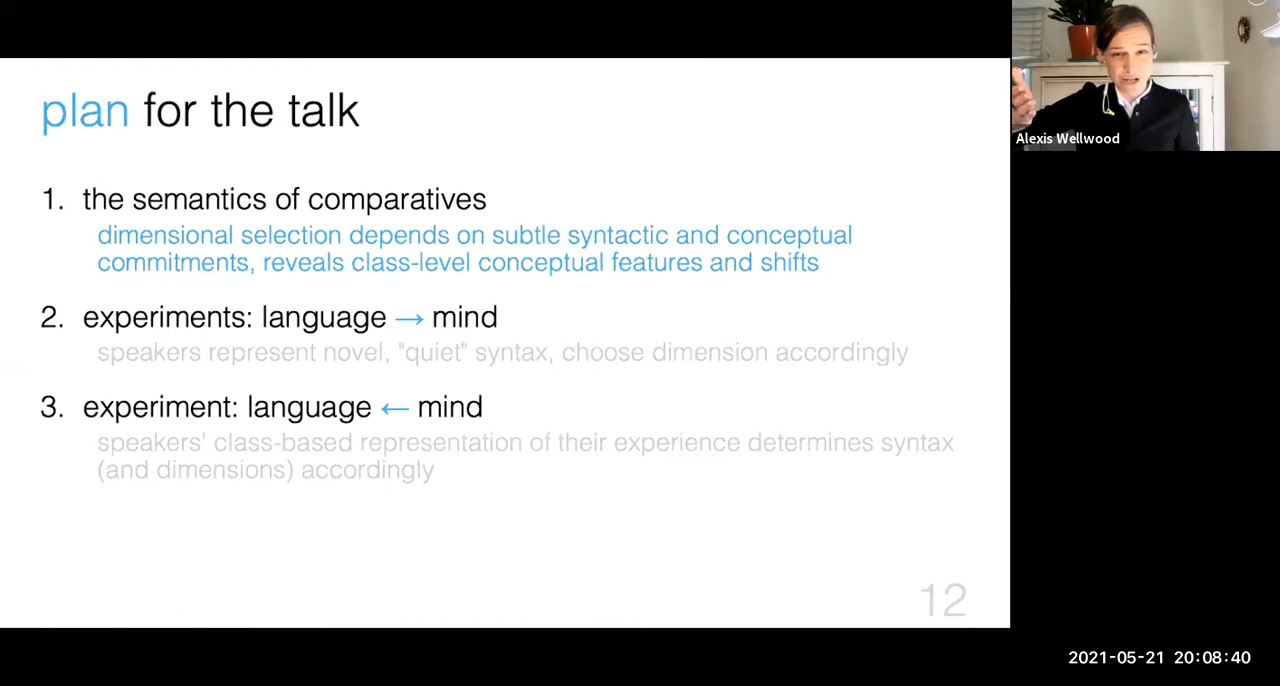 plan for the talk
1. the semantics of comparatives
dimensional selection depends on subtle syntactic and conceptual
commitments, reveals class-level conceptual features and shifts
2. experiments: language → mind
speakers represent novel, "quiet" syntax, choose dimension accordingly
3. experiment: language ← mind
speakers' class-based representation of their experience determines syntax
(and dimensions) accordingly
12
Alexis Wellwood
2021-05-21 20:08:40